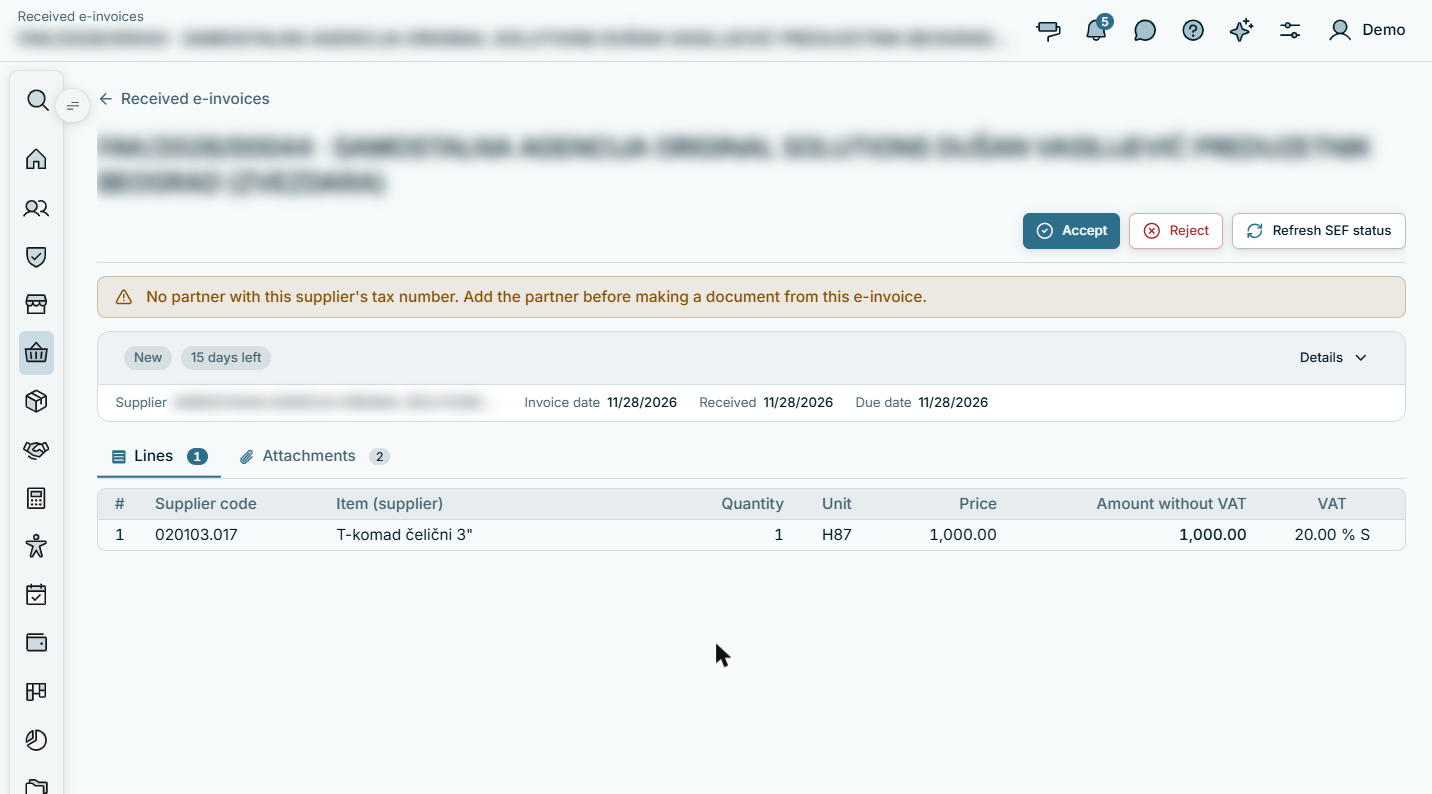 Received e-invoices
5
Demo
Received e-invoices
Accept
Reject
Refresh SEF status
No partner with this supplier's tax number. Add the partner before making a document from this e-invoice.
New
15 days left
Details
Supplier
Invoice date 11/28/2026
Received 11/28/2026
Due date 11/28/2026
Lines 1
Attachments 2
# Supplier code Item (supplier) Quantity Unit Price Amount without VAT VAT
1 020103.017 T-komad čelični 3" 1 H87 1,000.00 1,000.00 20.00 % S